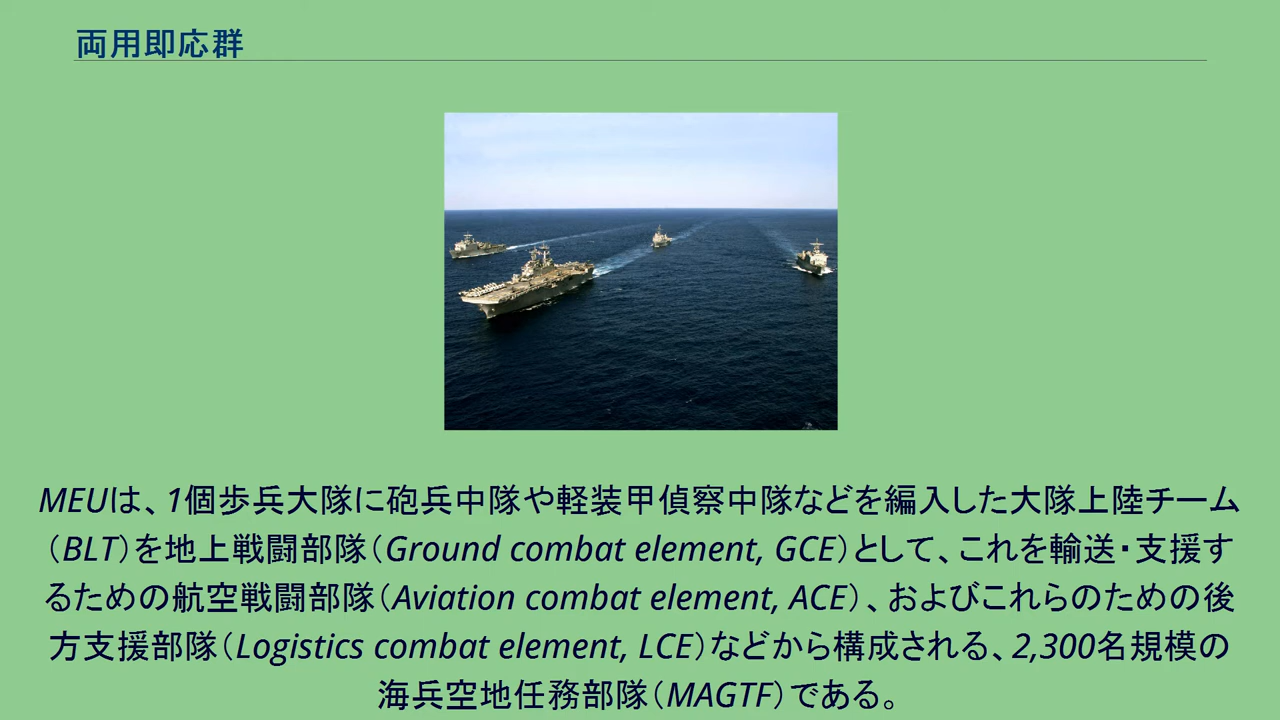 両用即応群
MEUは、1個歩兵大隊に砲兵中隊や軽装甲偵察中隊などを編入した大隊上陸チーム
（BLT）を地上戦闘部隊（Ground combat element, GCE）として、これを輸送・支援す
るための航空戦闘部隊（Aviation combat element, ACE）、およびこれらのための後
方支援部隊（Logistics combat element, LCE）などから構成される、2,300名規模の
海兵空地任務部隊（MAGTF）である。